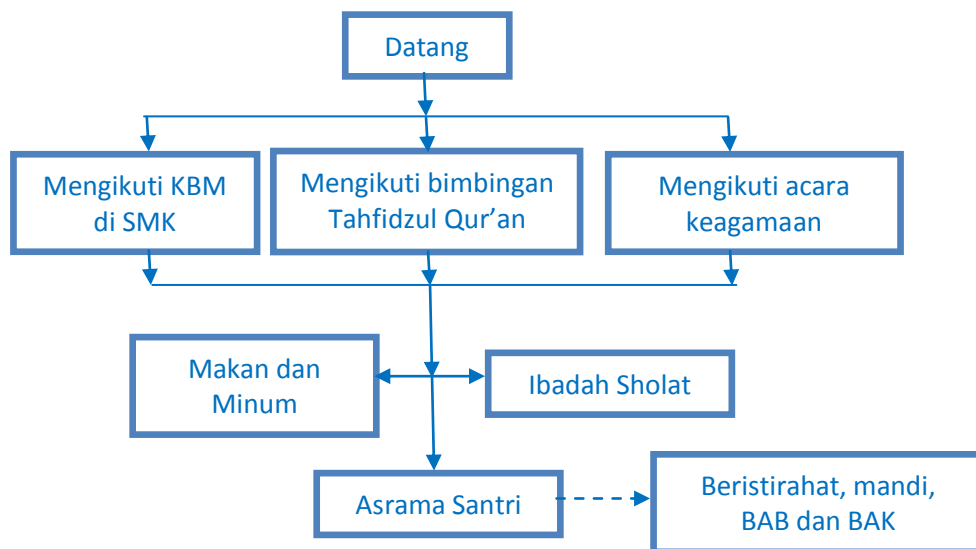 Datang
Mengikuti KBM
di SMK
Mengikuti bimbingan
Tahfidzul Qur’an
Mengikuti acara
keagamaan
Makan dan
Minum
Ibadah Sholat
Asrama Santri
Beristirahat, mandi,
BAB dan BAK